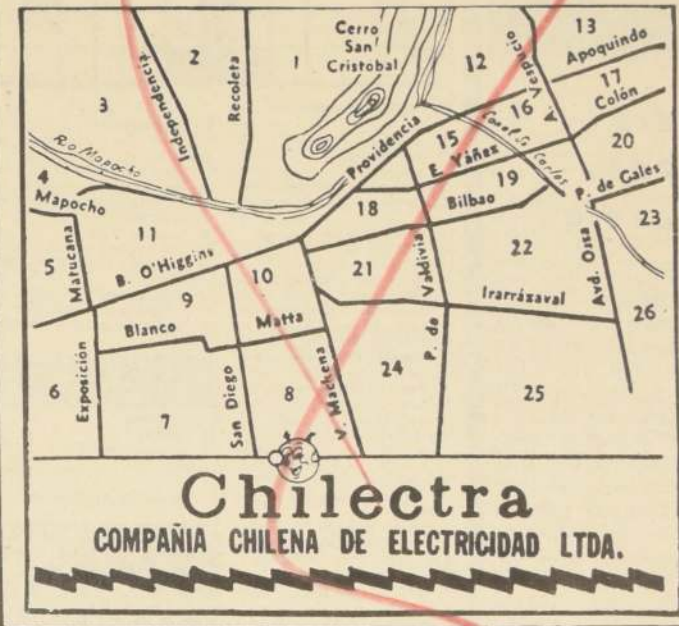 Cerro
San
Cristobal
13
Apoquindo
A. Vespucio
12
17
Colón
2
1
Recoleta
Independencia
3
Rio Mapocho
Providencia
15
16
Canal S. Carlos
E. Yáñez
20
P. de Gales
4
Mapocho
18
19
Bilbao
23
11
B. O'Higgins
5
Matucana
10
21
Valdivia
P. de
22
Irarrázaval
Avd. Ossa
26
9
Blanco
Matta
6
Exposición
7
San Diego
8
V. Mackena
24
25
Chilectra
COMPAÑIA CHILENA DE ELECTRICIDAD LTDA.